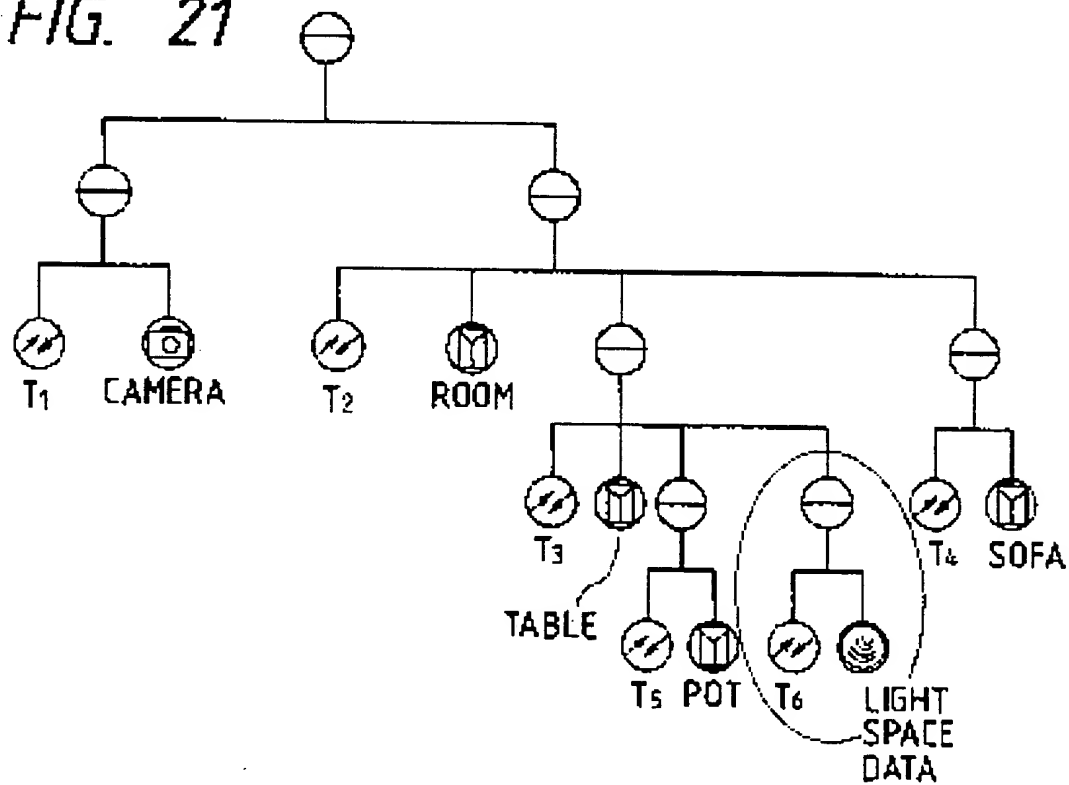 FIG. 21
T1 CAMERA T2 ROOM
T3 T4 SOFA
TABLE
T5 POT T6 LIGHT
SPACE
DATA